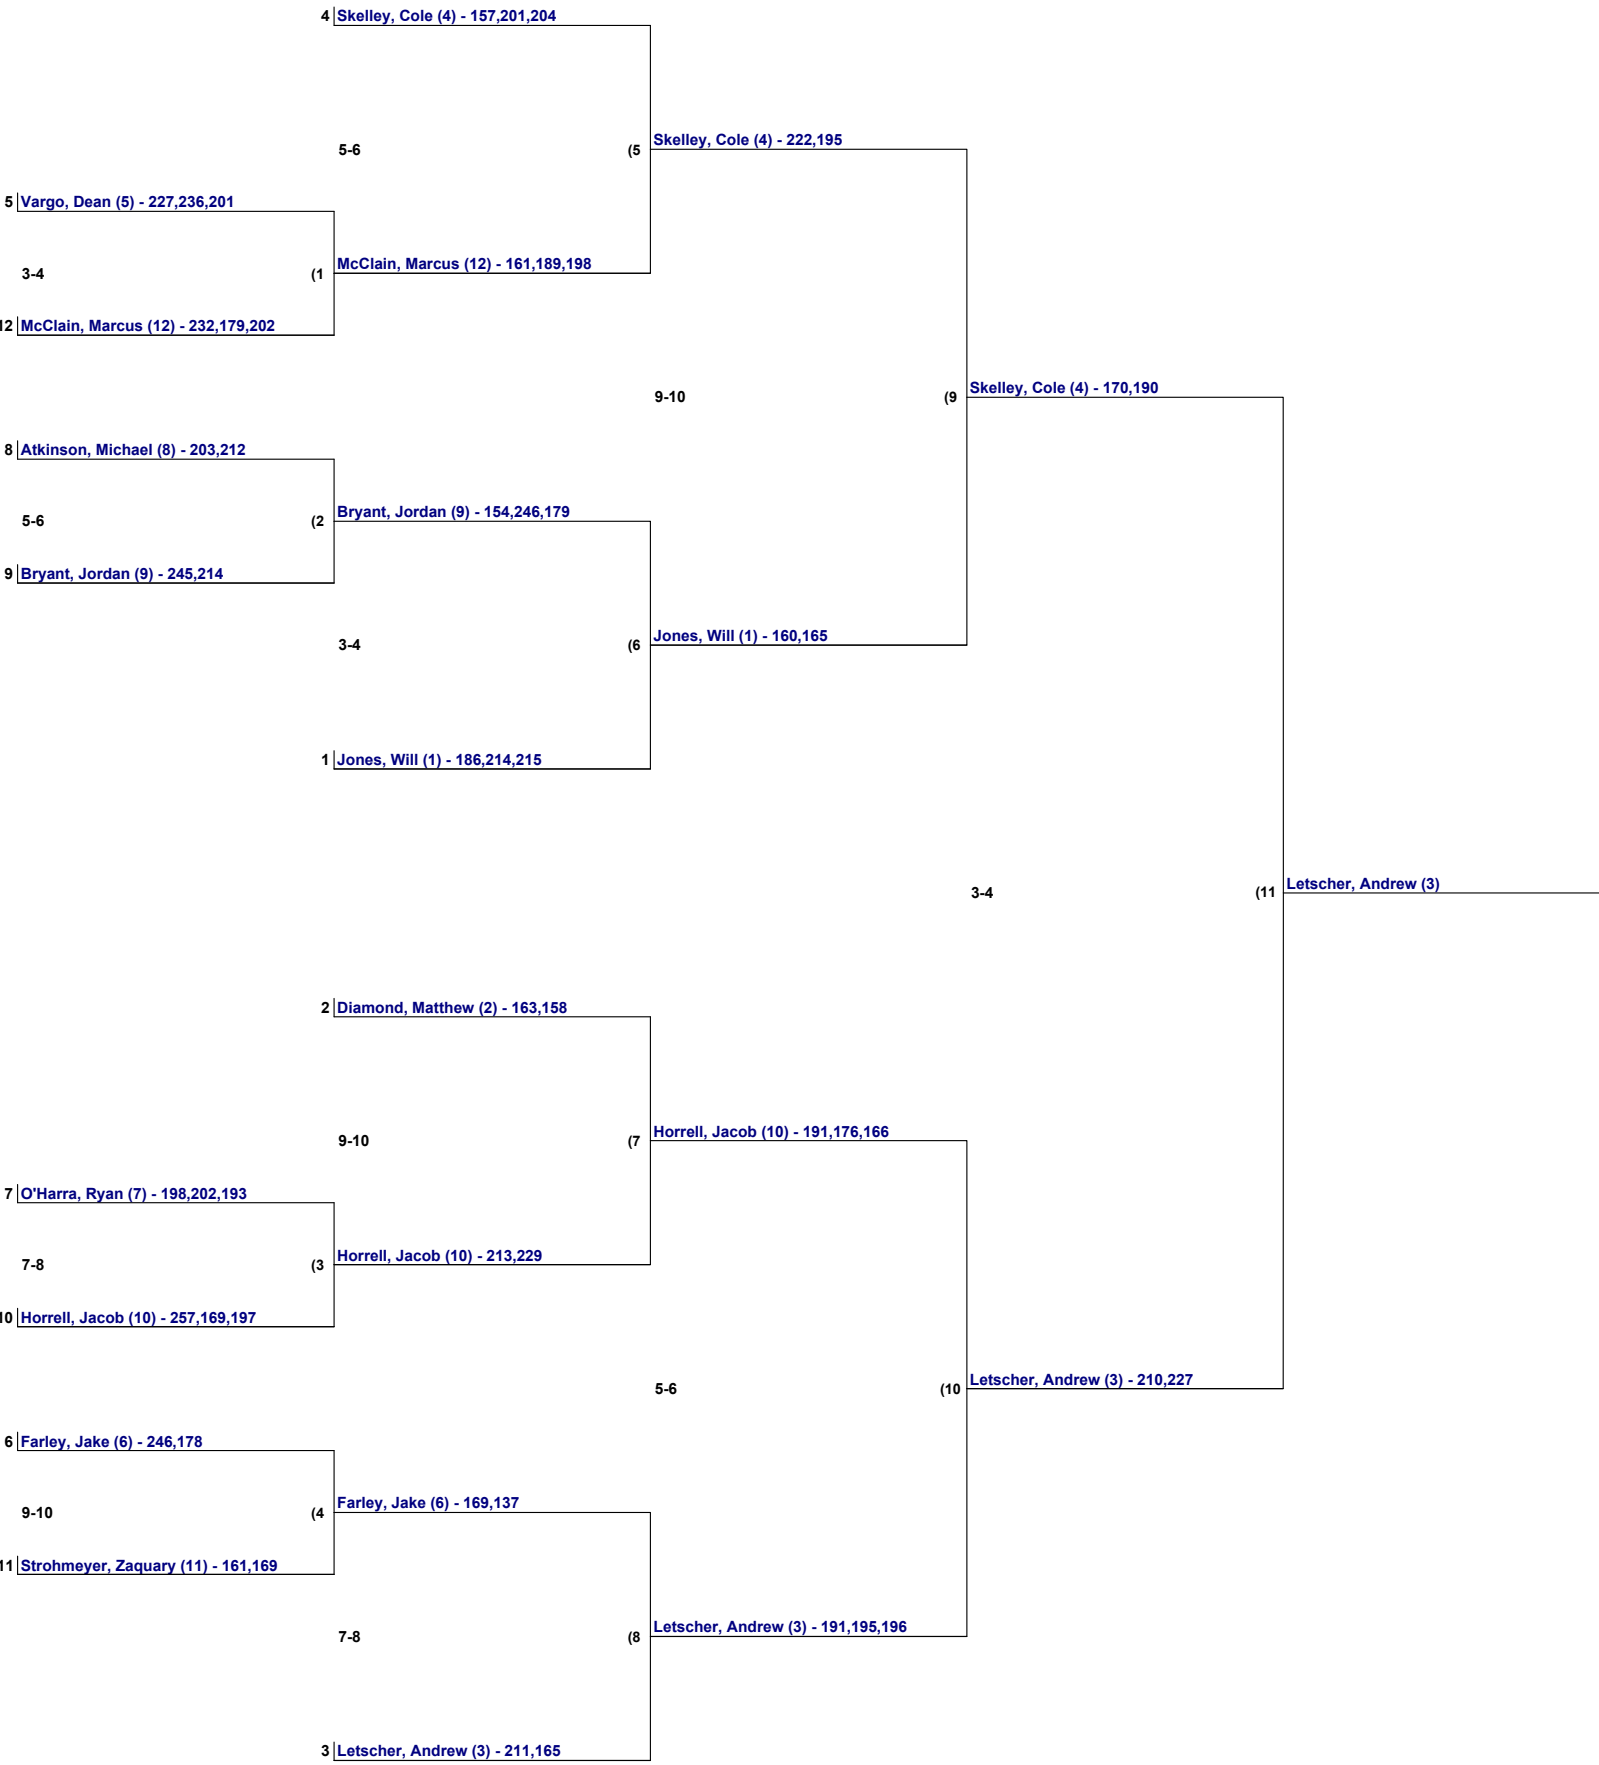 4 Skelley, Cole (4) - 157,201,204
5-6 (5 Skelley, Cole (4) - 222,195
5 Vargo, Dean (5) - 227,236,201
3-4 (1 McClain, Marcus (12) - 161,189,198
12 McClain, Marcus (12) - 232,179,202
9-10 (9 Skelley, Cole (4) - 170,190
8 Atkinson, Michael (8) - 203,212
5-6 (2 Bryant, Jordan (9) - 154,246,179
9 Bryant, Jordan (9) - 245,214
3-4 (6 Jones, Will (1) - 160,165
1 Jones, Will (1) - 186,214,215
3-4 (11 Letscher, Andrew (3)
2 Diamond, Matthew (2) - 163,158
9-10 (7 Horrell, Jacob (10) - 191,176,166
7 O'Harra, Ryan (7) - 198,202,193
7-8 (3 Horrell, Jacob (10) - 213,229
10 Horrell, Jacob (10) - 257,169,197
5-6 (10 Letscher, Andrew (3) - 210,227
6 Farley, Jake (6) - 246,178
9-10 (4 Farley, Jake (6) - 169,137
11 Strohmeyer, Zaquary (11) - 161,169
7-8 (8 Letscher, Andrew (3) - 191,195,196
3 Letscher, Andrew (3) - 211,165